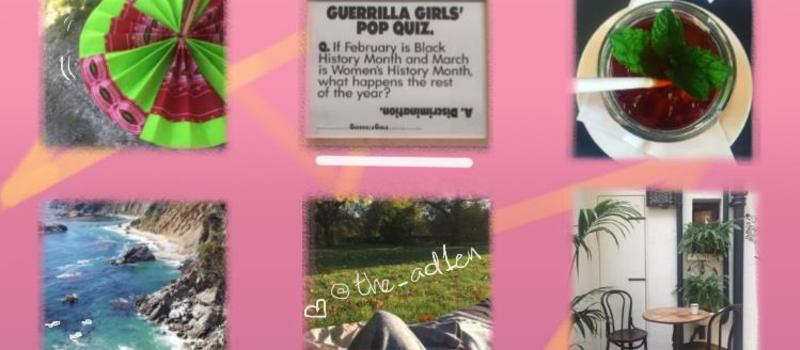 GUERRILLA GIRLS'
POP QUIZ.
Q. If February is Black
History Month and March
is Women's History Month,
what happens the rest
of the year?
A. Discrimination.
@the_ad1en